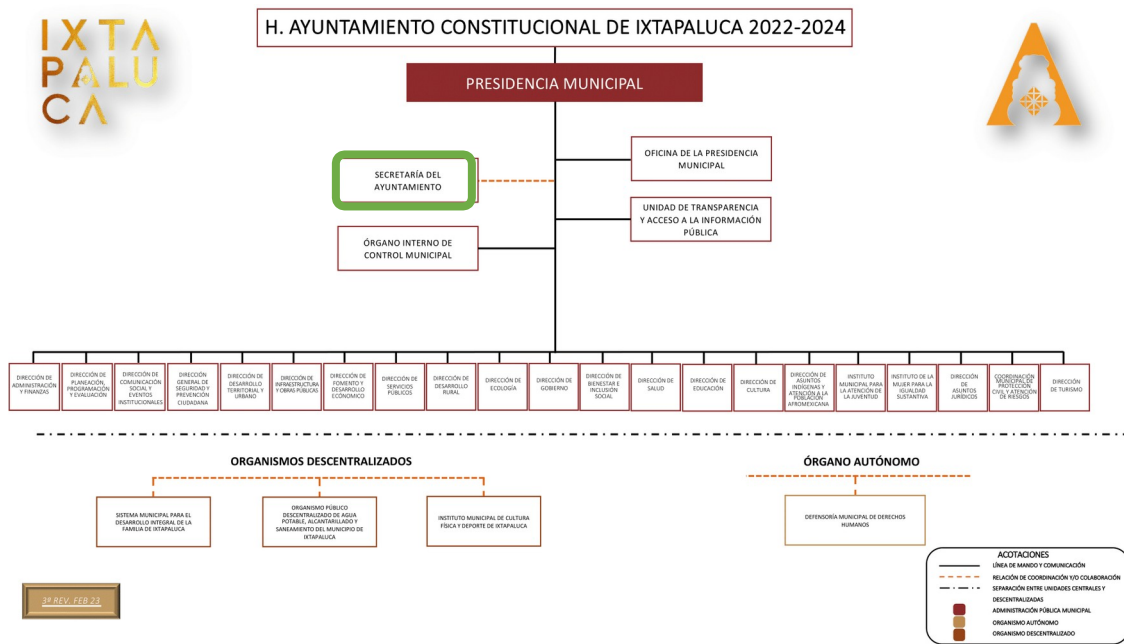 IXTA
PALU
CA
H. AYUNTAMIENTO CONSTITUCIONAL DE IXTAPALUCA 2022-2024
PRESIDENCIA MUNICIPAL
SECRETARÍA DEL
AYUNTAMIENTO
OFICINA DE LA PRESIDENCIA
MUNICIPAL
UNIDAD DE TRANSPARENCIA
Y ACCESO A LA INFORMACIÓN
PÚBLICA
ÓRGANO INTERNO DE
CONTROL MUNICIPAL
DIRECCIÓN DE
ADMINISTRACIÓN
Y FINANZAS
DIRECCIÓN DE
PLANEACIÓN,
PROGRAMACIÓN
Y EVALUACIÓN
DIRECCIÓN DE
COMUNICACIÓN
SOCIAL Y
EVENTOS
INSTITUCIONALES
DIRECCIÓN
GENERAL DE
SEGURIDAD Y
PREVENCIÓN
CIUDADANA
DIRECCIÓN DE
DESARROLLO
TERRITORIAL Y
URBANO
DIRECCIÓN DE
INFRAESTRUCTURA
Y OBRAS PÚBLICAS
DIRECCIÓN DE
FOMENTO Y
DESARROLLO
ECONÓMICO
DIRECCIÓN DE
SERVICIOS
PÚBLICOS
DIRECCIÓN DE
DESARROLLO
RURAL
DIRECCIÓN DE
ECOLOGÍA
DIRECCIÓN DE
GOBIERNO
DIRECCIÓN DE
BIENESTAR E
INCLUSIÓN
SOCIAL
DIRECCIÓN DE
SALUD
DIRECCIÓN DE
EDUCACIÓN
DIRECCIÓN DE
CULTURA
DIRECCIÓN DE
ASUNTOS
INDÍGENAS Y
ATENCIÓN A LA
POBLACIÓN
AFROMEXICANA
INSTITUTO
MUNICIPAL PARA
LA ATENCIÓN DE
LA JUVENTUD
INSTITUTO DE LA
MUJER PARA LA
IGUALDAD
SUSTANTIVA
DIRECCIÓN
DE
ASUNTOS
JURÍDICOS
COORDINACIÓN
MUNICIPAL DE
PROTECCIÓN
CIVIL Y ATENCIÓN
DE RIESGOS
DIRECCIÓN
DE TURISMO
ORGANISMOS DESCENTRALIZADOS
SISTEMA MUNICIPAL PARA EL
DESARROLLO INTEGRAL DE LA
FAMILIA DE IXTAPALUCA
ORGANISMO PÚBLICO
DESCENTRALIZADO DE AGUA
POTABLE, ALCANTARILLADO Y
SANEAMIENTO DEL MUNICIPIO DE
IXTAPALUCA
INSTITUTO MUNICIPAL DE CULTURA
FÍSICA Y DEPORTE DE IXTAPALUCA
ÓRGANO AUTÓNOMO
DEFENSORÍA MUNICIPAL DE DERECHOS
HUMANOS
3ª REV. FEB 23
ACOTACIONES
LÍNEA DE MANDO Y COMUNICACIÓN
RELACIÓN DE COORDINACIÓN Y/O COLABORACIÓN
SEPARACIÓN ENTRE UNIDADES CENTRALES Y
DESCENTRALIZADAS
ADMINISTRACIÓN PÚBLICA MUNICIPAL
ORGANISMO AUTÓNOMO
ORGANISMO DESCENTRALIZADO